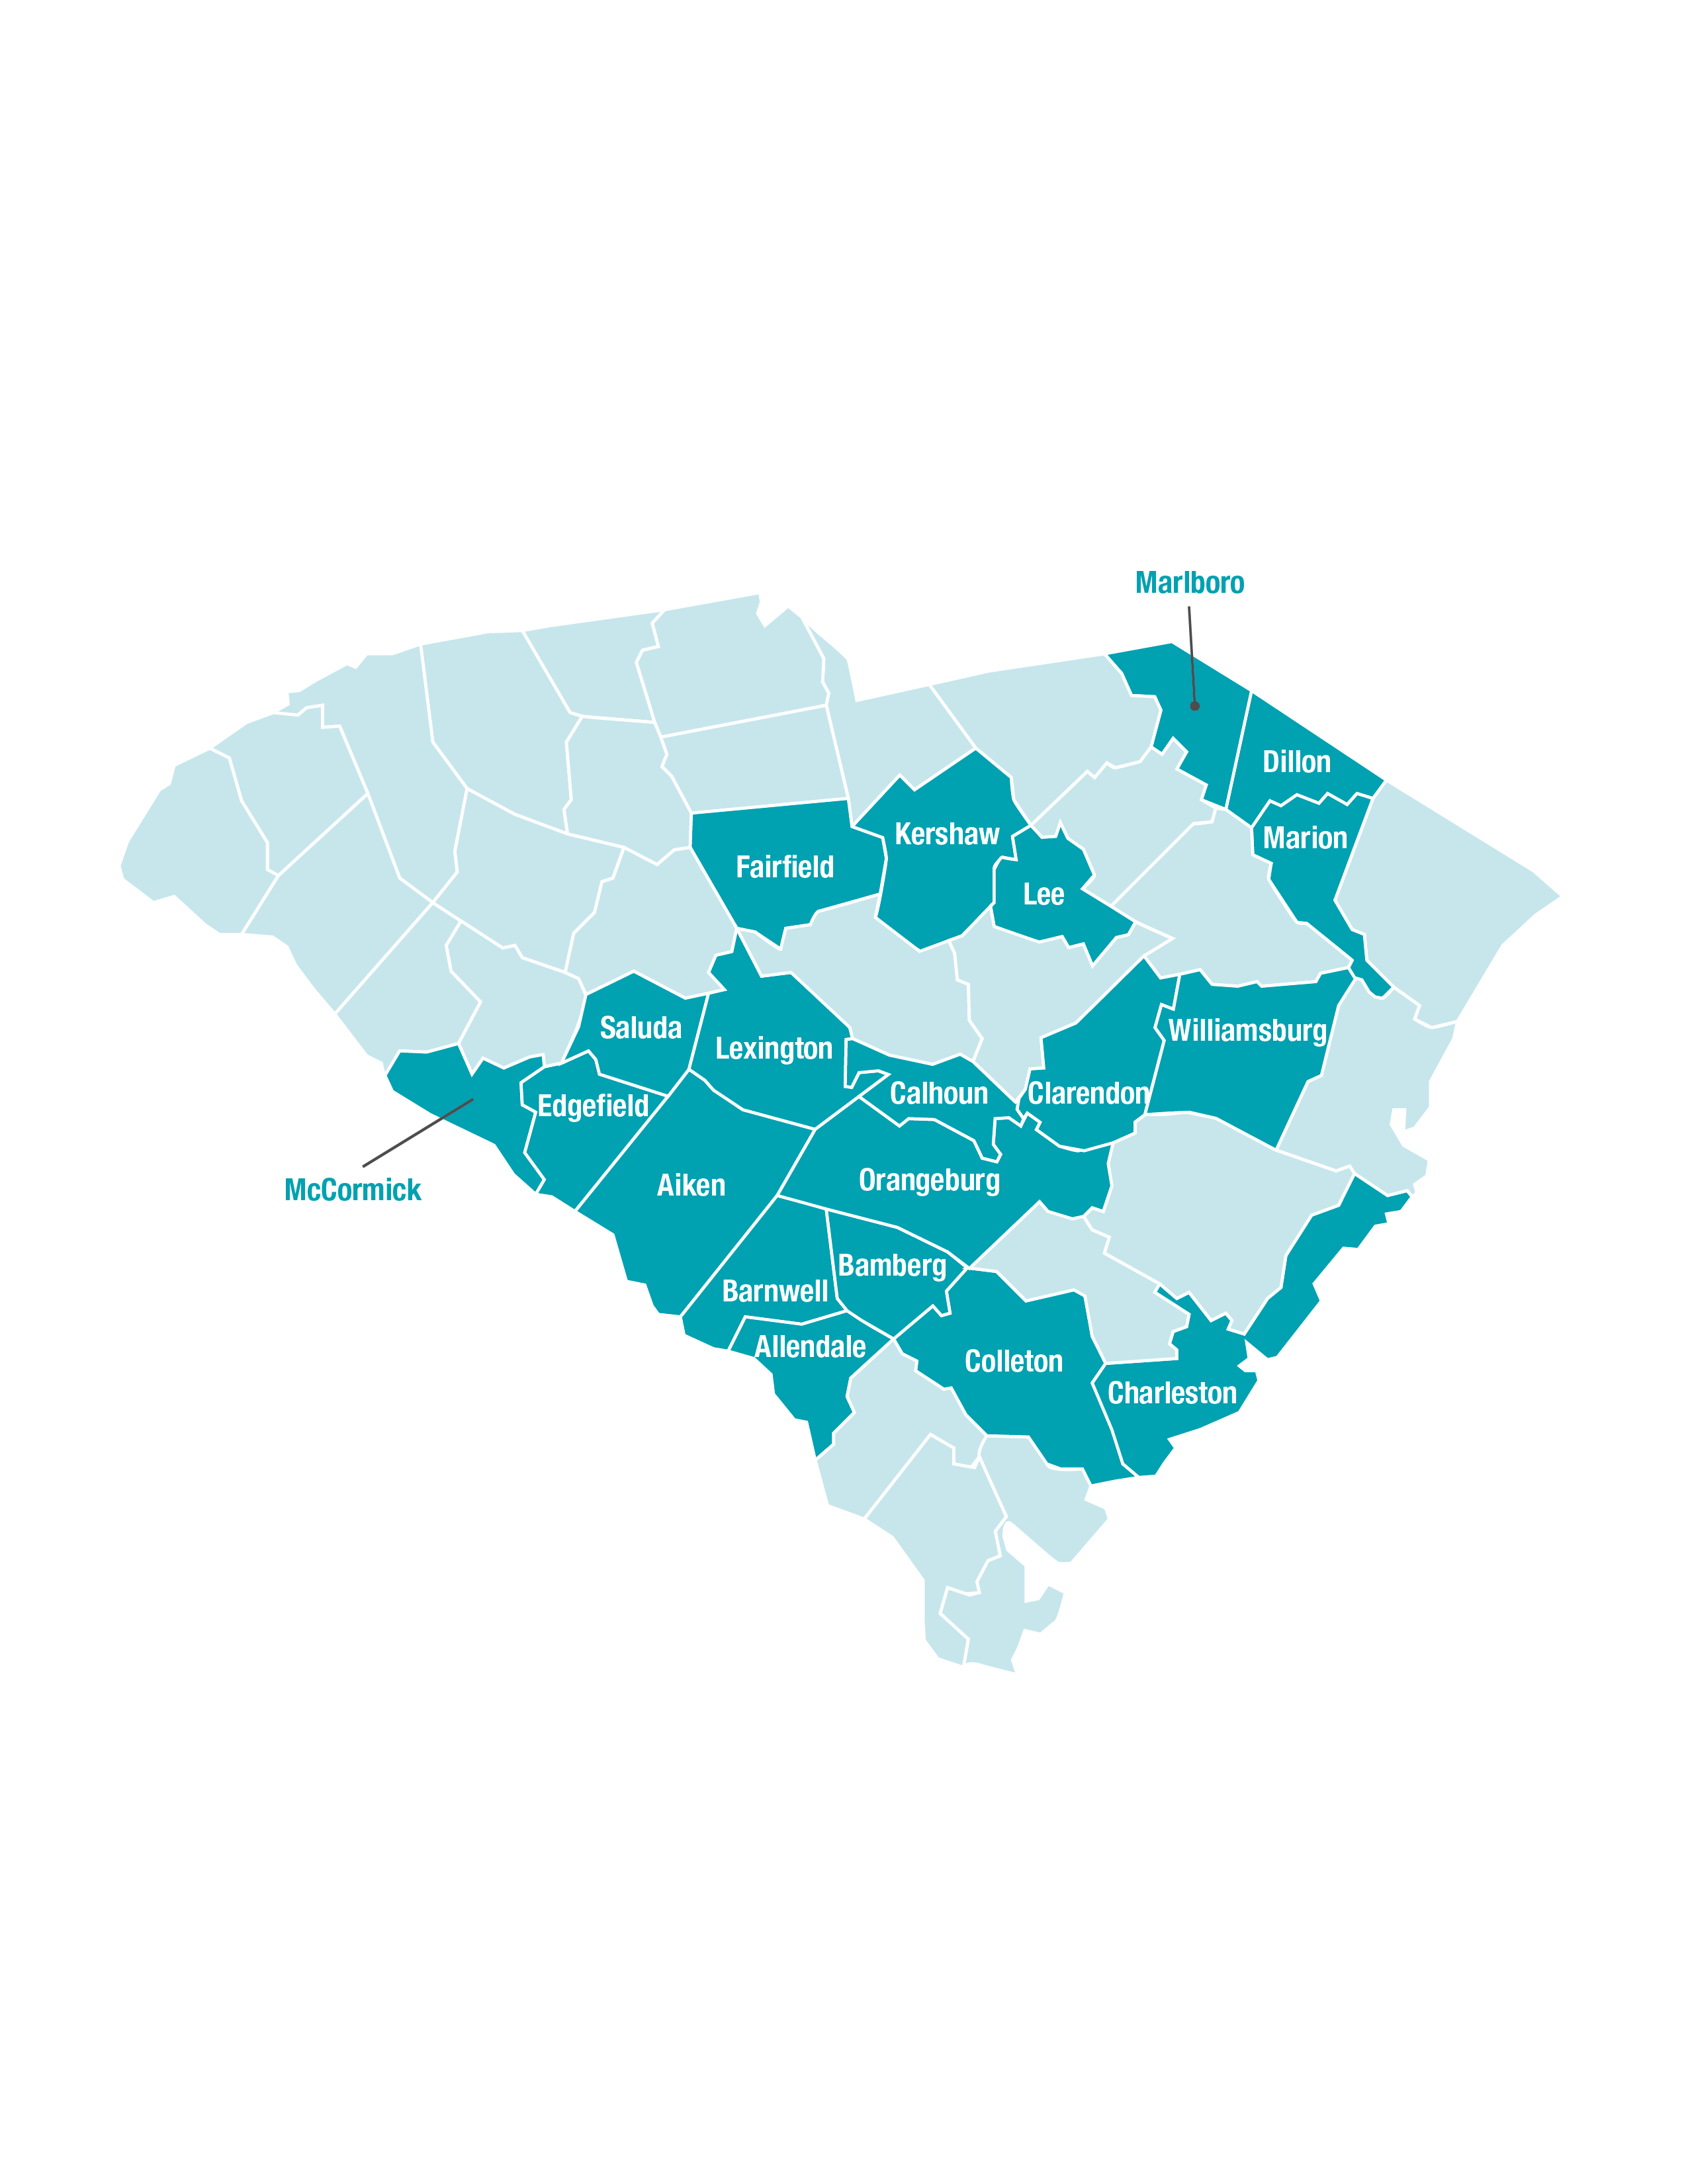 Marlboro
Dillon
Kershaw
Marion
Fairfield
Lee
Saluda
Williamsburg
Lexington
Calhoun
Clarendon
Edgefield
Orangeburg
Aiken
McCormick
Bamberg
Barnwell
Allendale
Colleton
Charleston